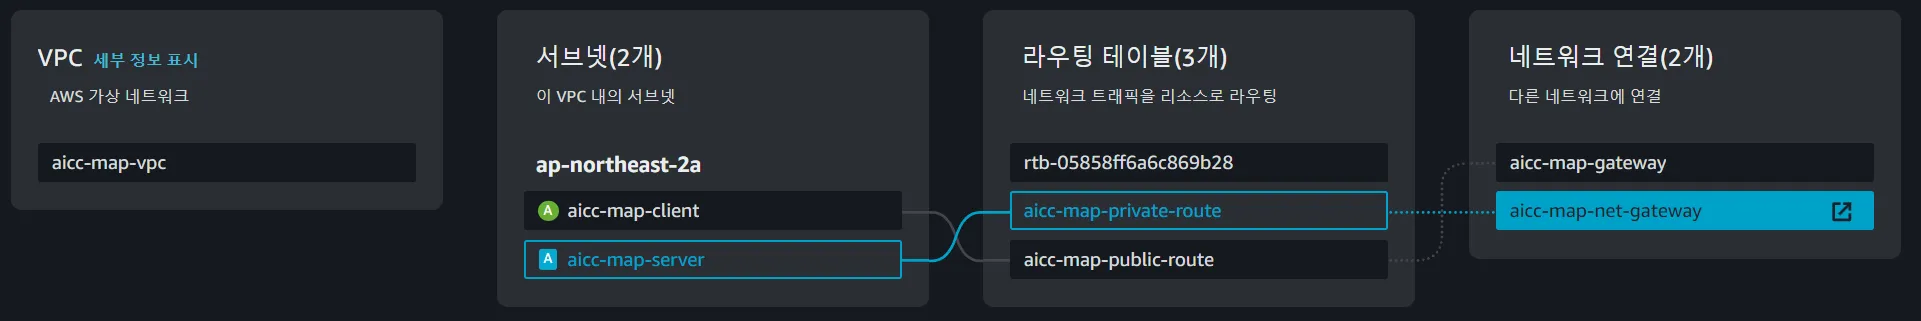 VPC 세부 정보 표시
AWS 가상 네트워크
aicc-map-vpc
서브넷(2개)
이 VPC 내의 서브넷
ap-northeast-2a
A aicc-map-client
A aicc-map-server
라우팅 테이블(3개)
네트워크 트래픽을 리소스로 라우팅
rtb-05858ff6a6c869b28
aicc-map-private-route
aicc-map-public-route
네트워크 연결(2개)
다른 네트워크에 연결
aicc-map-gateway
aicc-map-net-gateway